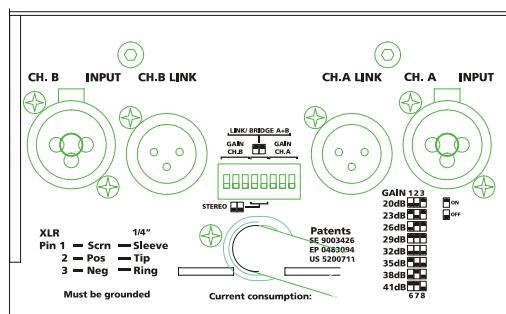 CH. B INPUT CH.B LINK CH.A LINK CH. A INPUT
LINK/ BRIDGE A+B
GAIN CH.B
GAIN CH.A
STEREO
XLR 1/4"
Pin 1 Scrn Sleeve
2 Pos Tip
3 Neg Ring
Must be grounded
Patents
SE 9003426
EP 0483094
US 5200711
Current consumption:
GAIN 1 2 3
20dB
23dB
26dB
29dB
32dB
35dB
38dB
41dB
6 7 8
ON
OFF